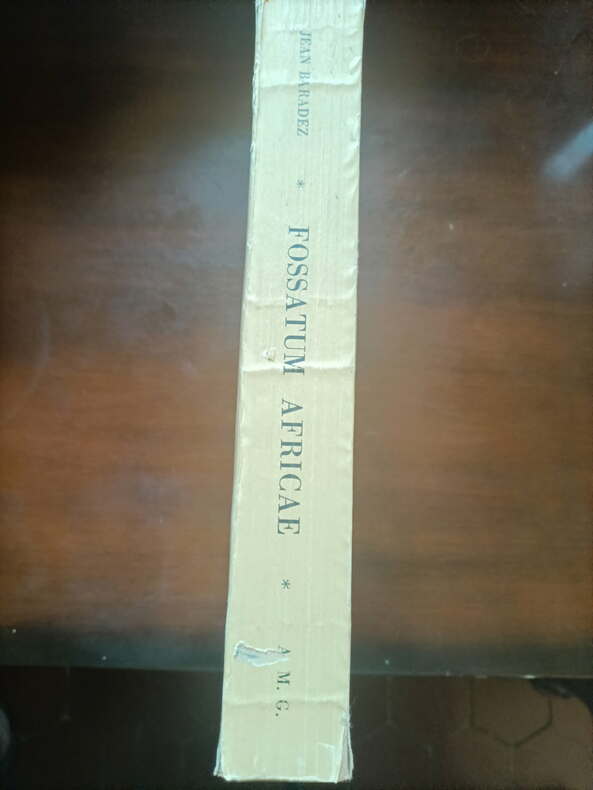 JEAN BARADEZ * FOSSATUM AFRICAE * A. M. G.